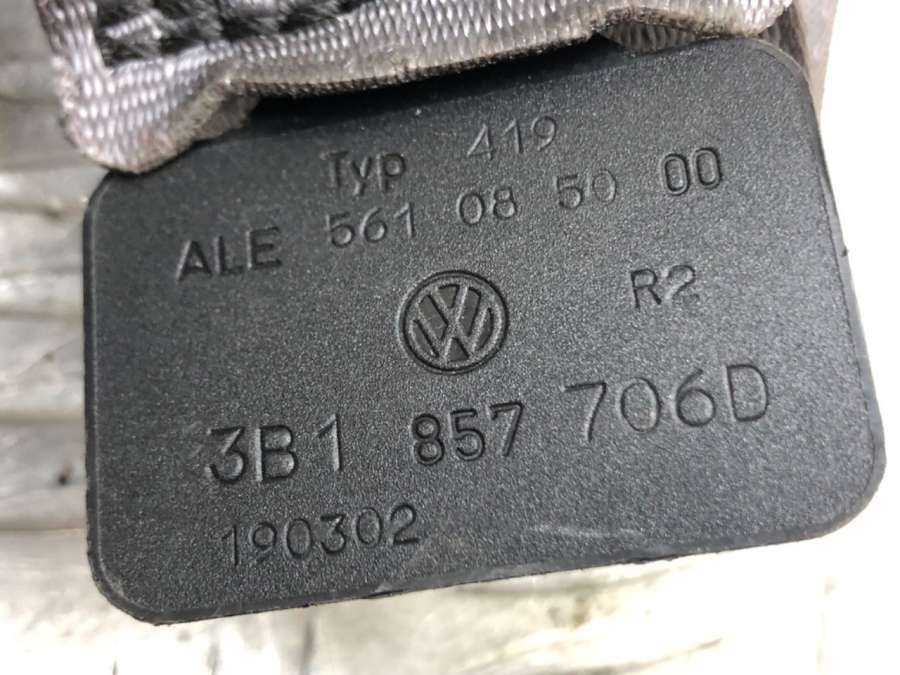 Typ 419
ALE 561 08 50 00
R2
3B1 857 706D
190302